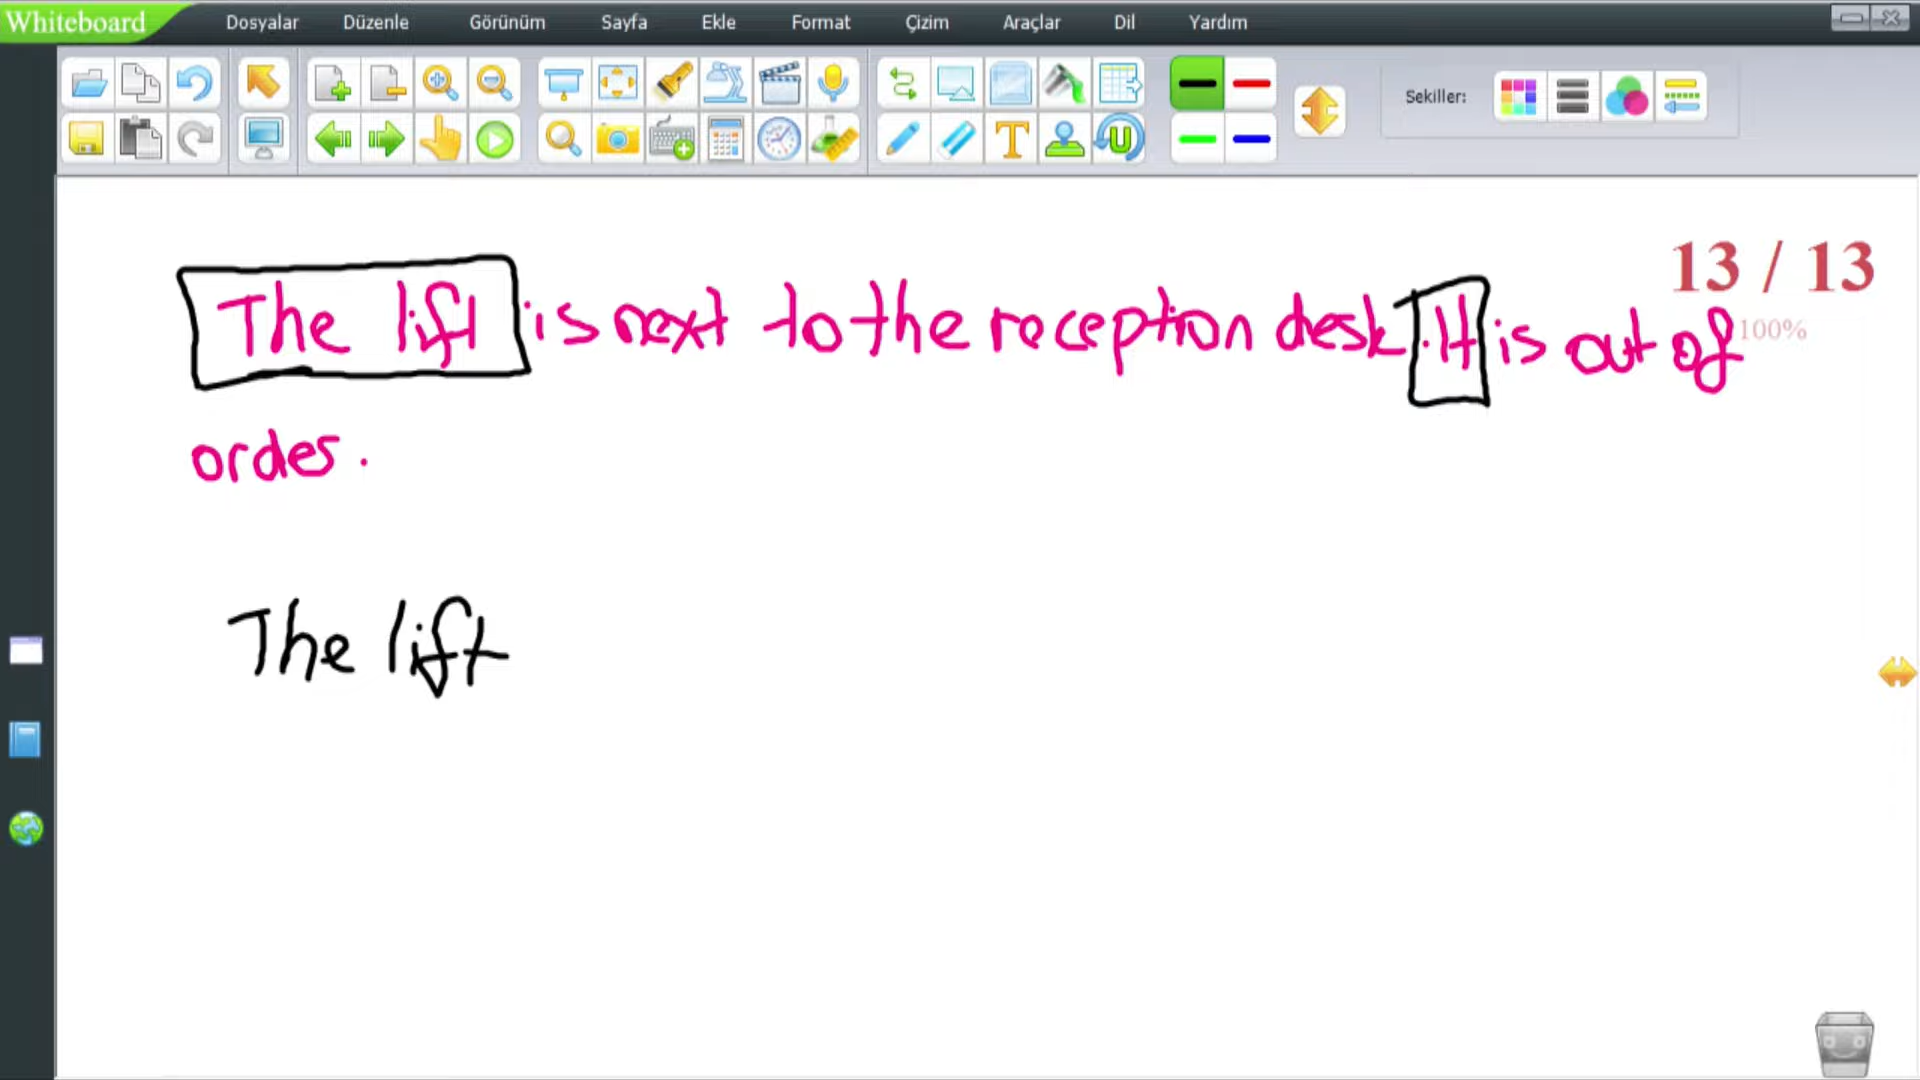 Whiteboard Dosyalar Düzenle Görünüm Sayfa Ekle Format Çizim Araçlar Dil Yardım
Sekiller:
13 / 13
100%
The lift is next to the reception desk. It is out of
order.
The lift